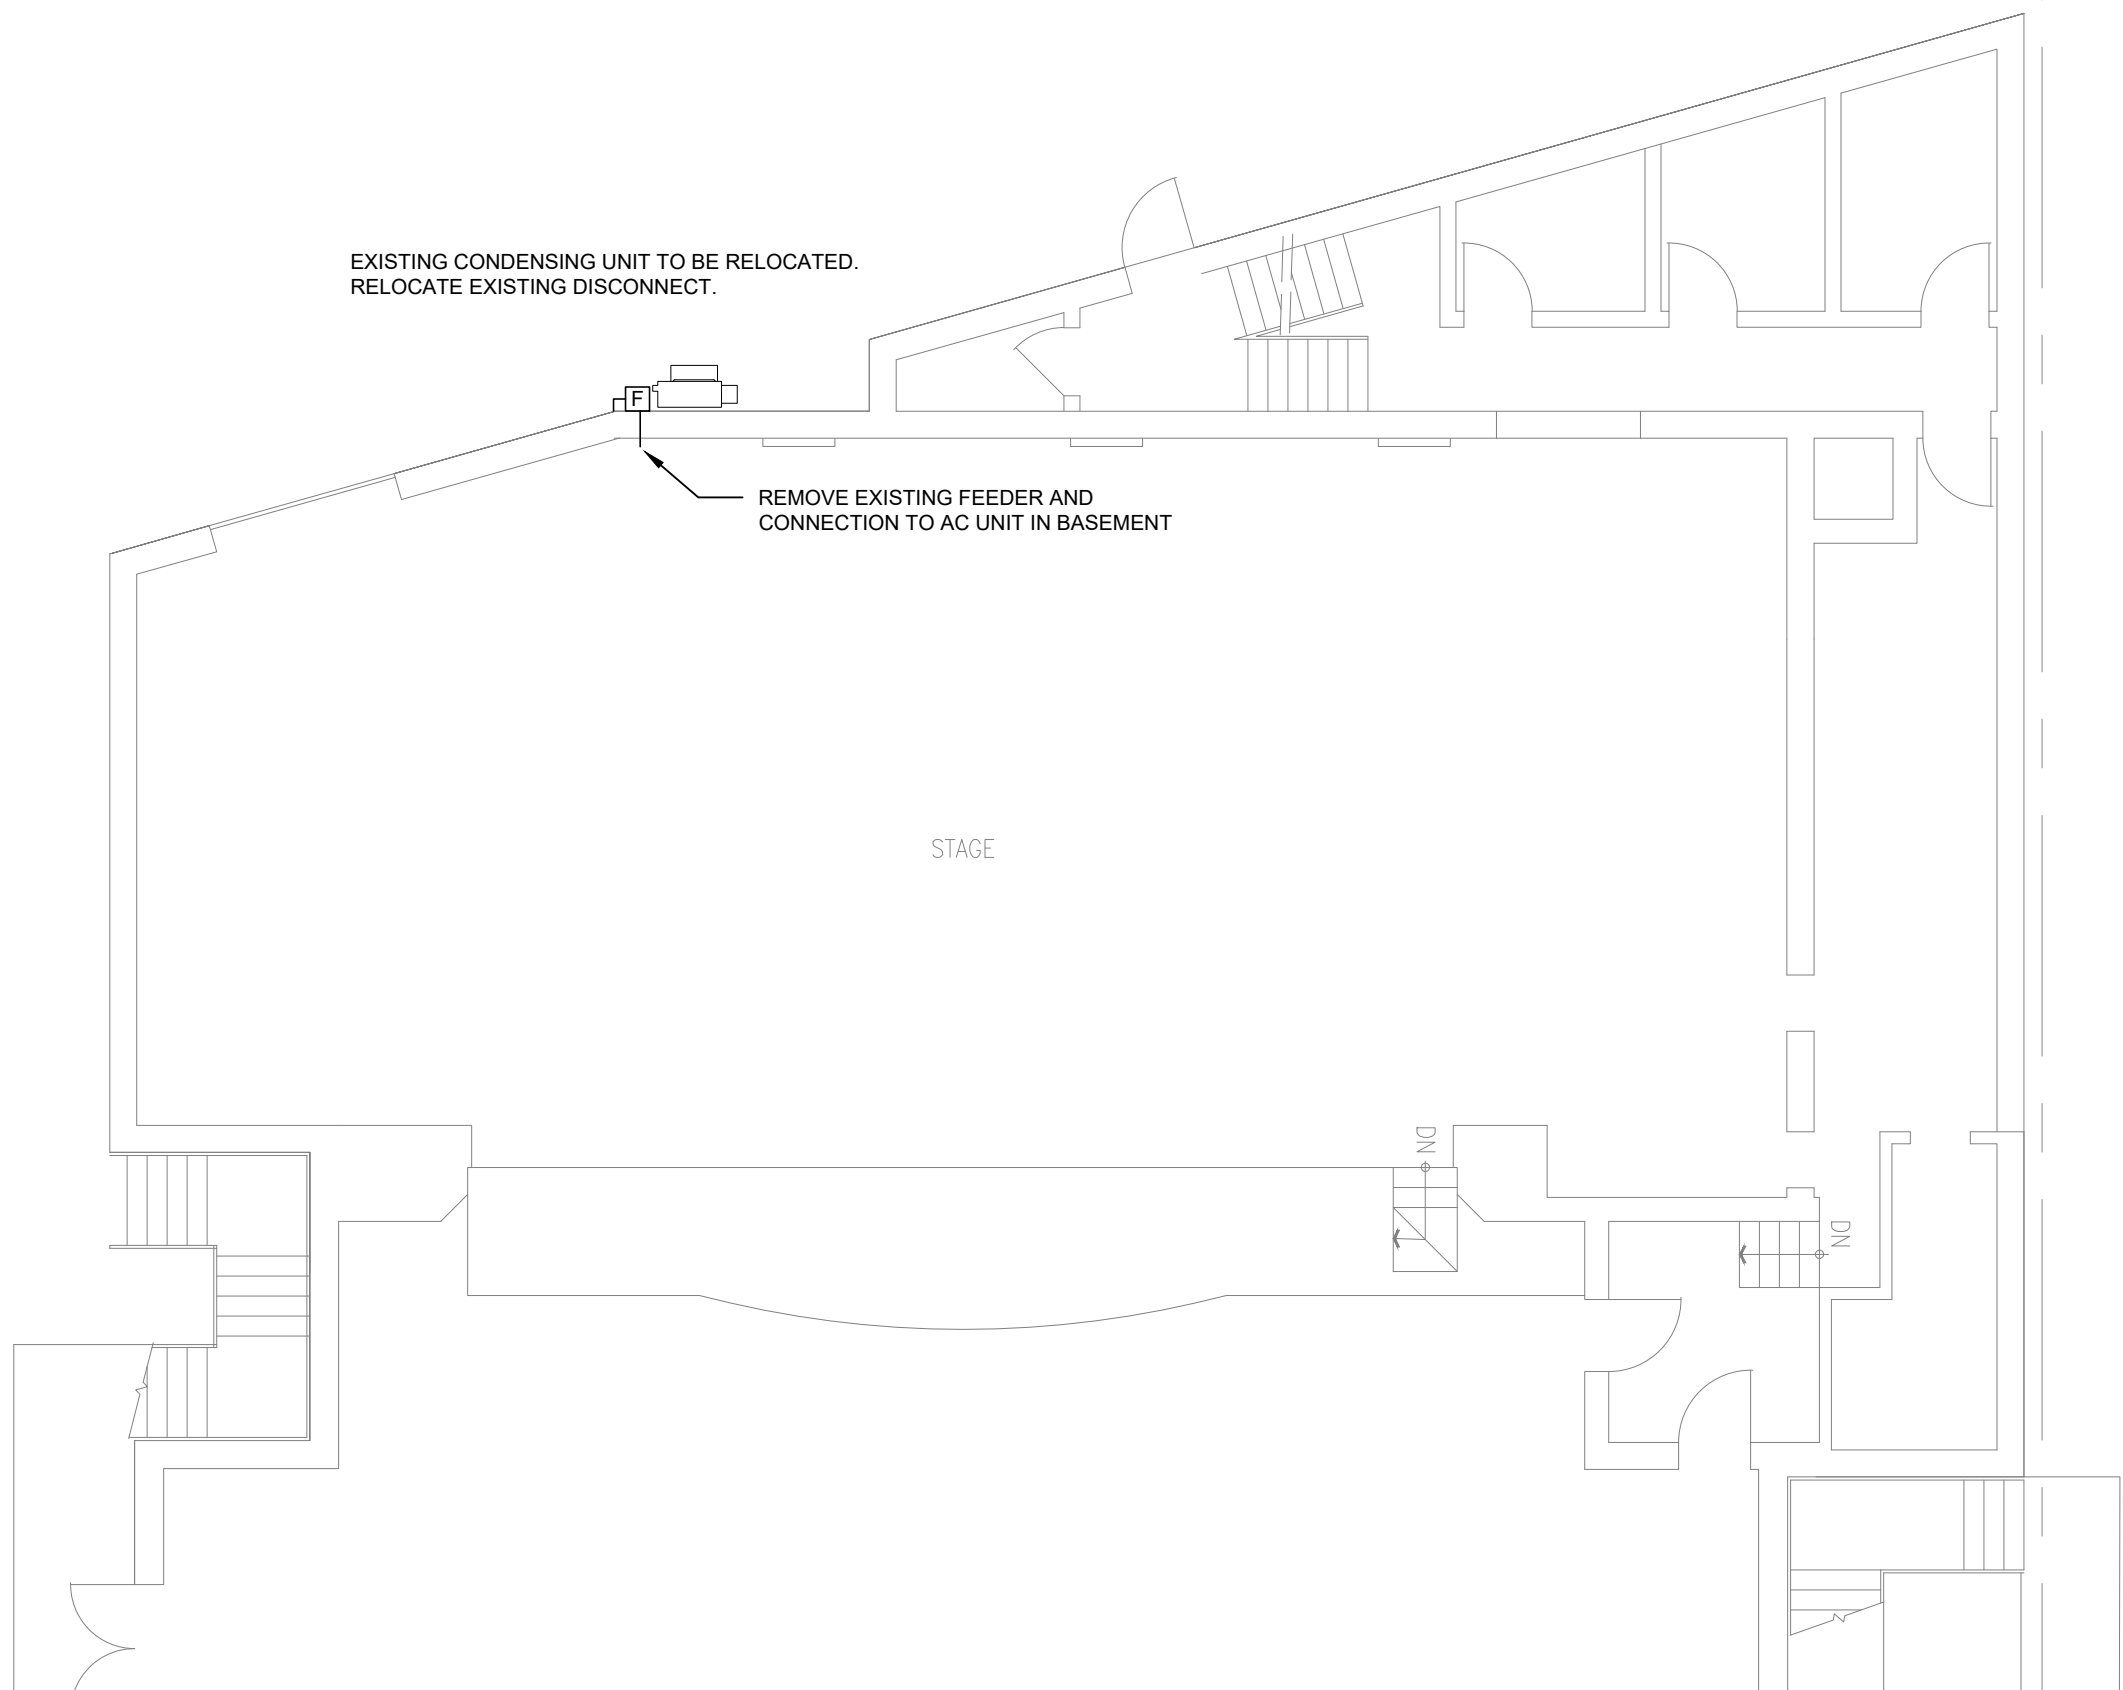 EXISTING CONDENSING UNIT TO BE RELOCATED.
RELOCATE EXISTING DISCONNECT.
F
REMOVE EXISTING FEEDER AND
CONNECTION TO AC UNIT IN BASEMENT
STAGE
DN
DN